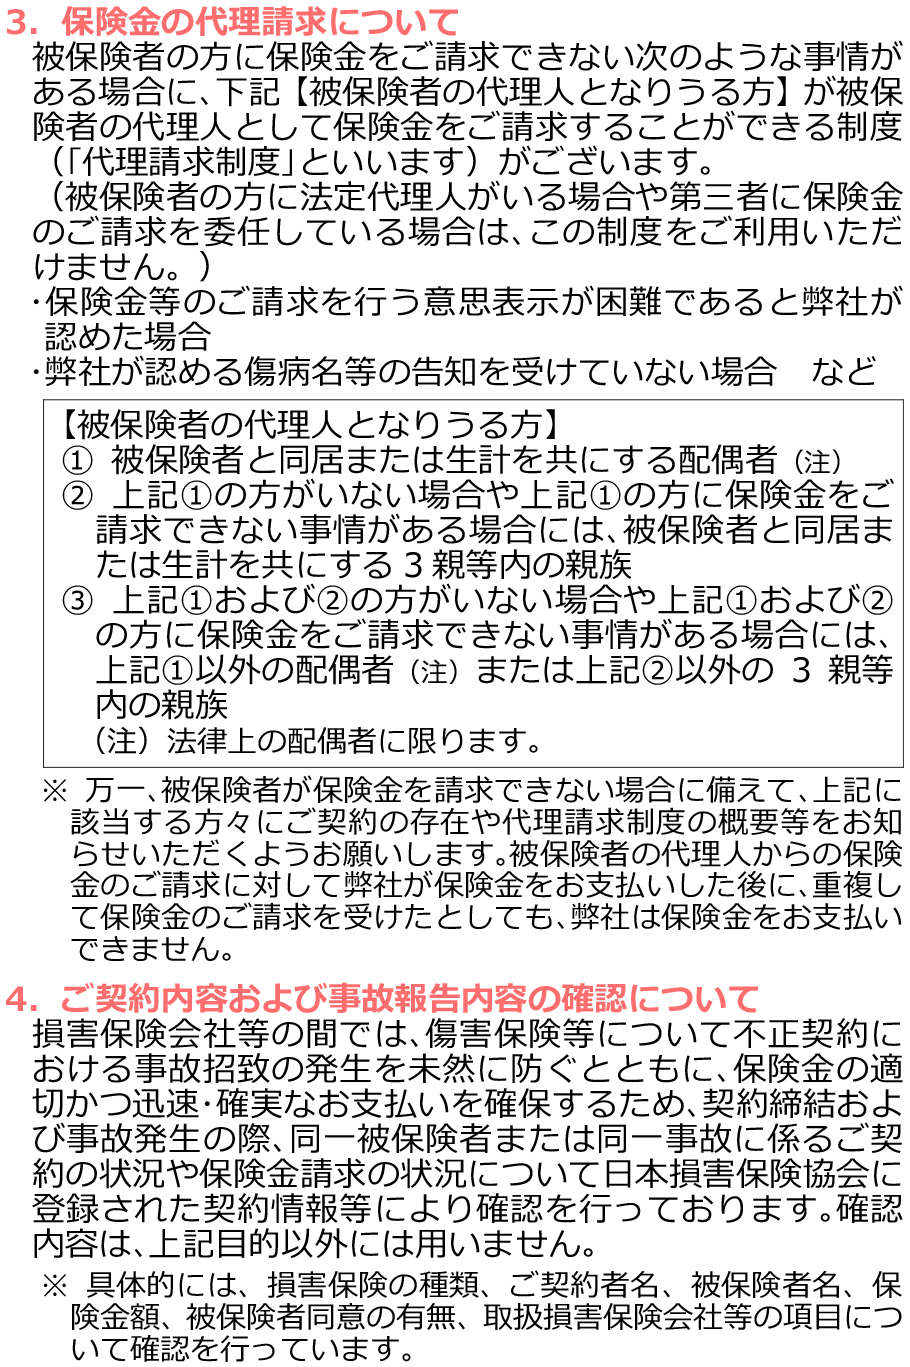 3. 保険金の代理請求について
被保険者の方に保険金をご請求できない次のような事情が
ある場合に、下記【被保険者の代理人となりうる方】が被保
険者の代理人として保険金をご請求することができる制度
（「代理請求制度」といいます）がございます。
（被保険者の方に法定代理人がいる場合や第三者に保険金
のご請求を委任している場合は、この制度をご利用いただ
けません。）
・保険金等のご請求を行う意思表示が困難であると弊社が
認めた場合
・弊社が認める傷病名等の告知を受けていない場合　など
【被保険者の代理人となりうる方】
① 被保険者と同居または生計を共にする配偶者（注）
② 上記①の方がいない場合や上記①の方に保険金をご
請求できない事情がある場合には、被保険者と同居ま
たは生計を共にする3親等内の親族
③ 上記①および②の方がいない場合や上記①および②
の方に保険金をご請求できない事情がある場合には、
上記①以外の配偶者（注）または上記②以外の 3 親等
内の親族
（注）法律上の配偶者に限ります。
※ 万一、被保険者が保険金を請求できない場合に備えて、上記に
該当する方々にご契約の存在や代理請求制度の概要等をお知
らせいただくようお願いします。被保険者の代理人からの保険
金のご請求に対して弊社が保険金をお支払いした後に、重複し
て保険金のご請求を受けたとしても、弊社は保険金をお支払い
できません。
4. ご契約内容および事故報告内容の確認について
損害保険会社等の間では、傷害保険等について不正契約に
おける事故招致の発生を未然に防ぐとともに、保険金の適
切かつ迅速・確実なお支払いを確保するため、契約締結およ
び事故発生の際、同一被保険者または同一事故に係るご契
約の状況や保険金請求の状況について日本損害保険協会に
登録された契約情報等により確認を行っております。確認
内容は、上記目的以外には用いません。
※ 具体的には、損害保険の種類、ご契約者名、被保険者名、保
険金額、被保険者同意の有無、取扱損害保険会社等の項目につ
いて確認を行っています。